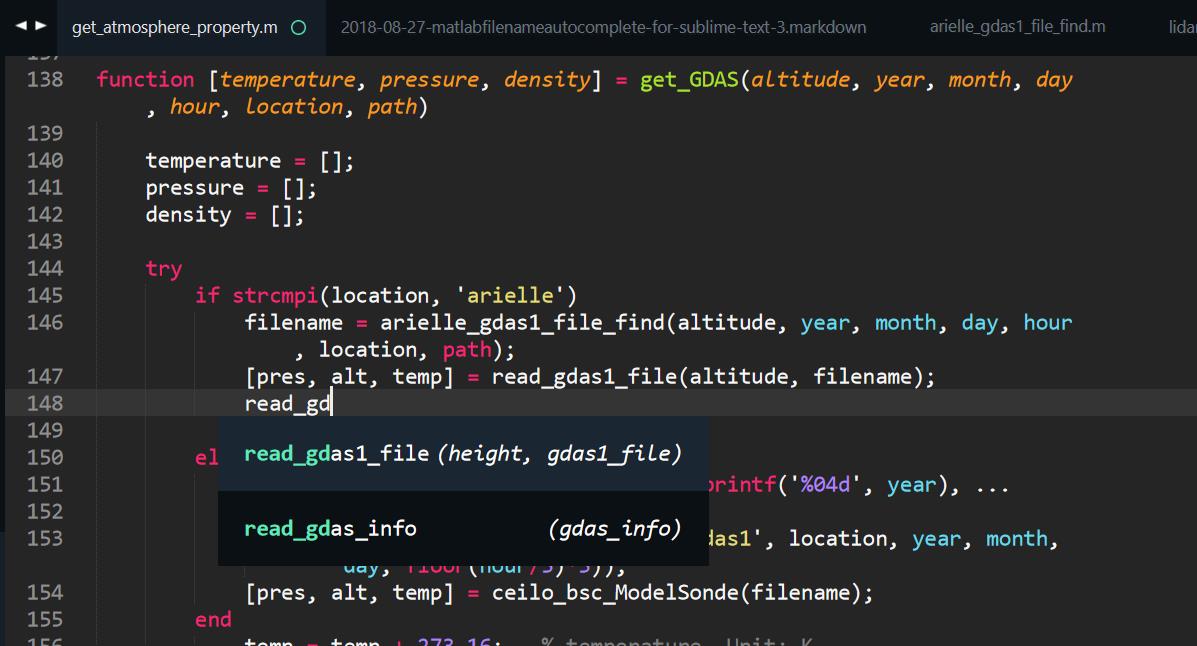 get_atmosphere_property.m 2018-08-27-matlabfilenameautocomplete-for-sublime-text-3.markdown arielle_gdas1_file_find.m lidar
138 function [temperature, pressure, density] = get_GDAS(altitude, year, month, day
, hour, location, path)
139
140 temperature = [];
141 pressure = [];
142 density = [];
143
144 try
145 if strcmpi(location, 'arielle')
146 filename = arielle_gdas1_file_find(altitude, year, month, day, hour
, location, path);
147 [pres, alt, temp] = read_gdas1_file(altitude, filename);
148 read_gd
149
read_gdas1_file (height, gdas1_file)
150 el
151 printf('%04d', year), ...
152
read_gdas_info (gdas_info)
153 das1', location, year, month,
day, floor(hour/3)*3));
154 [pres, alt, temp] = ceilo_bsc_ModelSonde(filename);
155 end
156 temp = temp + 273.16; % temperature. Unit: K